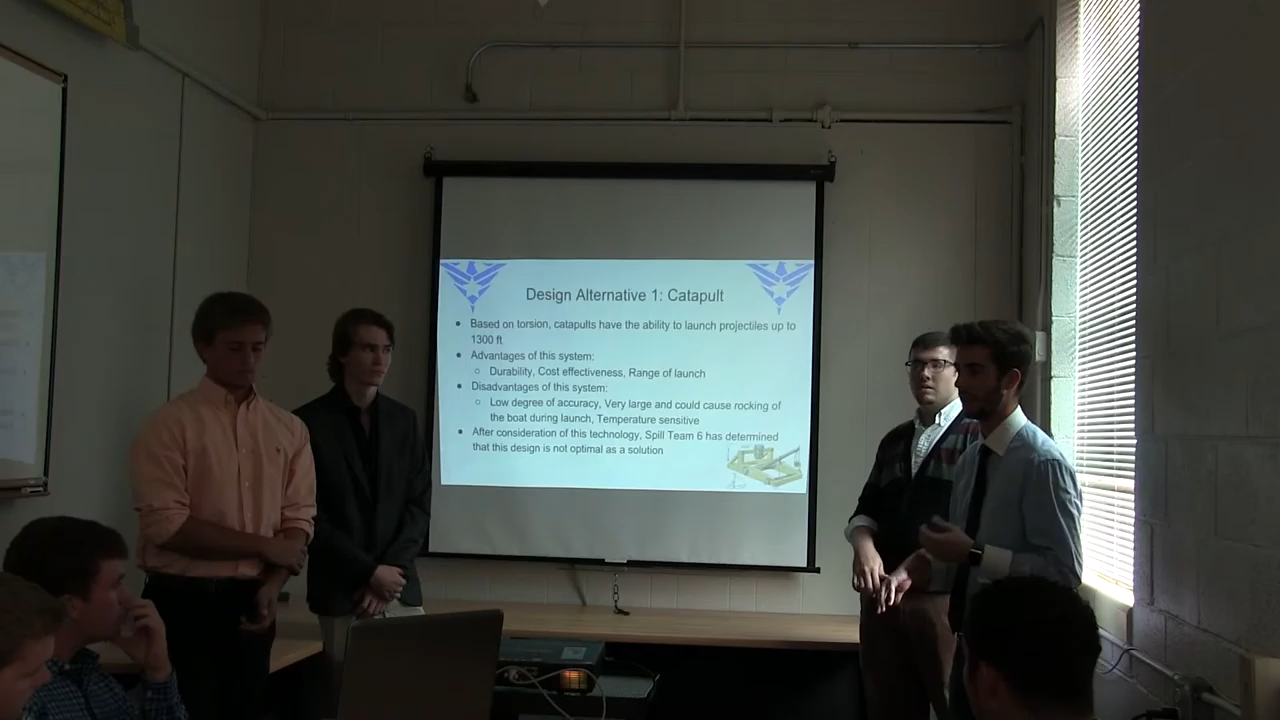 Design Alternative 1: Catapult
● Based on torsion, catapults have the ability to launch projectiles up to
1300 ft
● Advantages of this system:
○ Durability, Cost effectiveness, Range of launch
● Disadvantages of this system:
○ Low degree of accuracy, Very large and could cause rocking of
the boat during launch, Temperature sensitive
● After consideration of this technology, Spill Team 6 has determined
that this design is not optimal as a solution